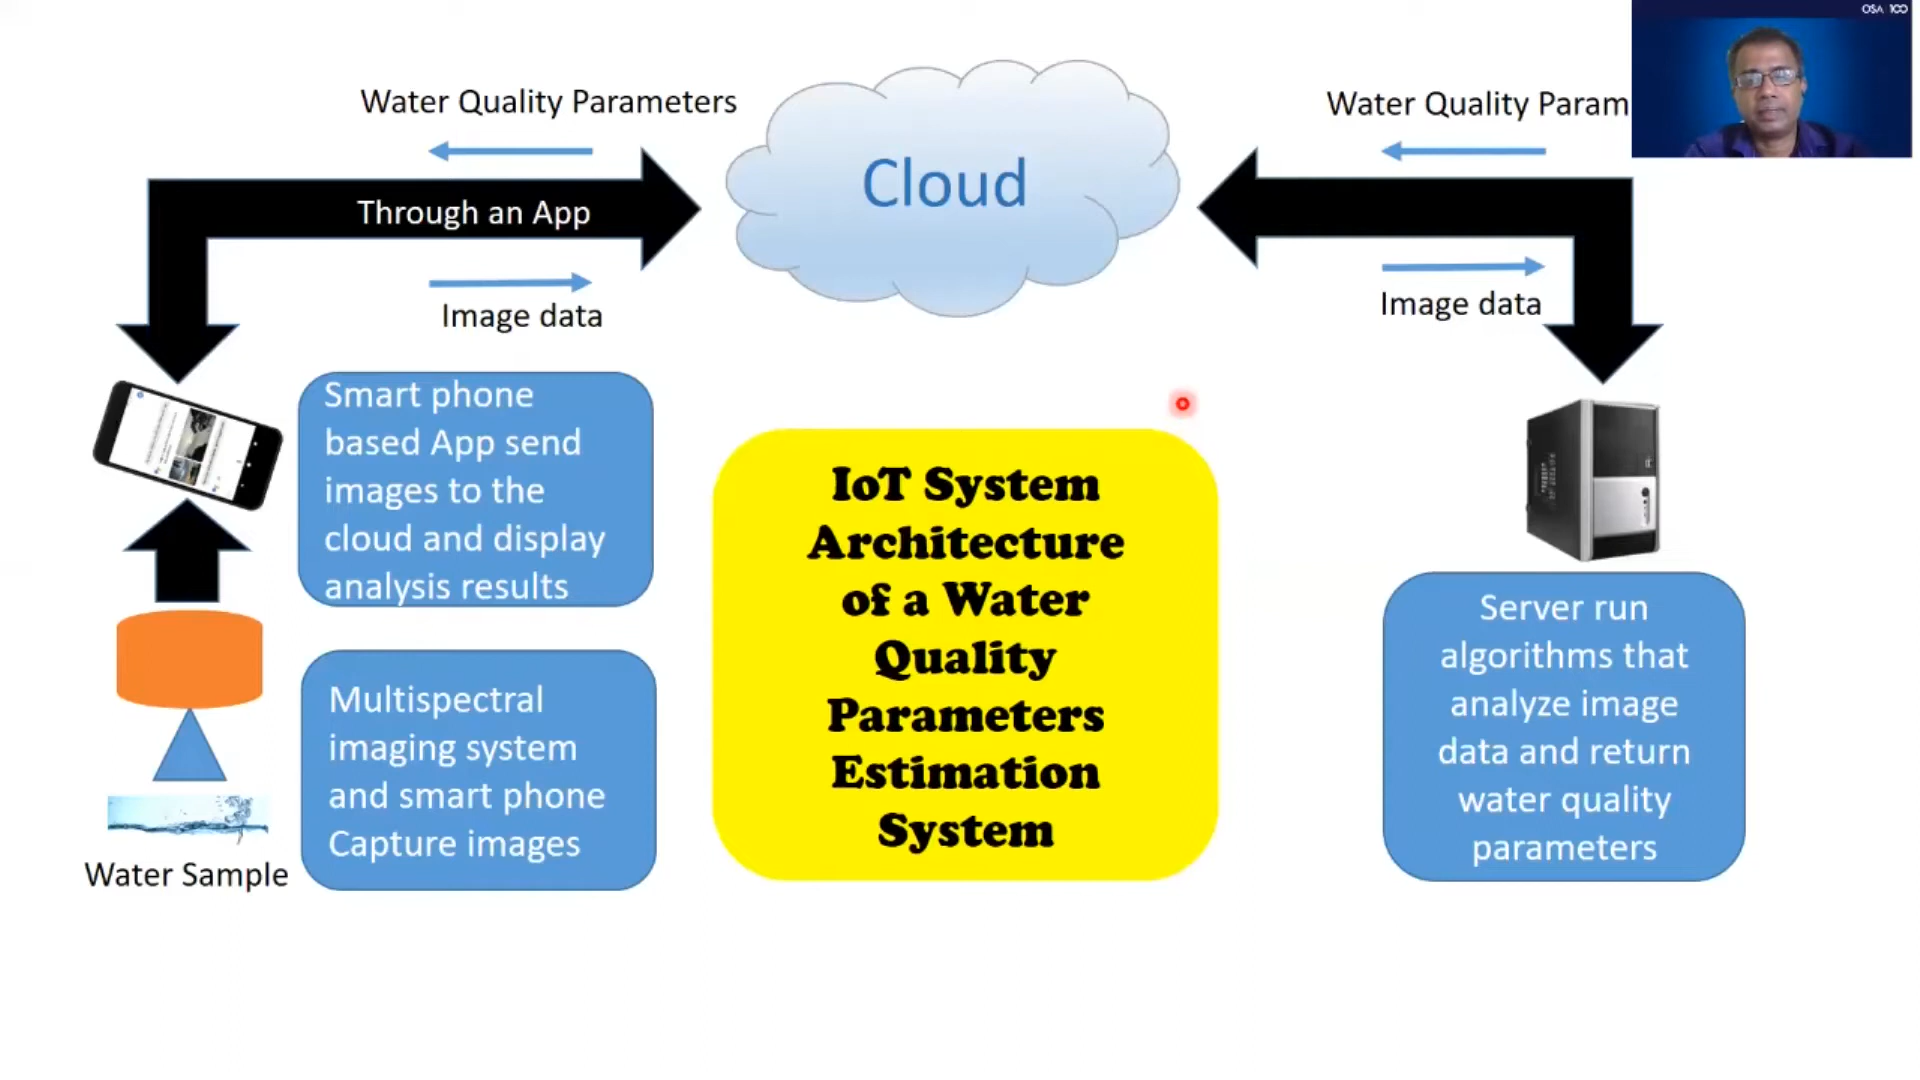 OSA 100
Water Quality Parameters
Water Quality Param
Cloud
Through an App
Image data
Image data
Smart phone
based App send
images to the
cloud and display
analysis results
IoT System
Architecture
of a Water
Quality
Parameters
Estimation
System
Server run
algorithms that
analyze image
data and return
water quality
parameters
Multispectral
imaging system
and smart phone
Capture images
Water Sample